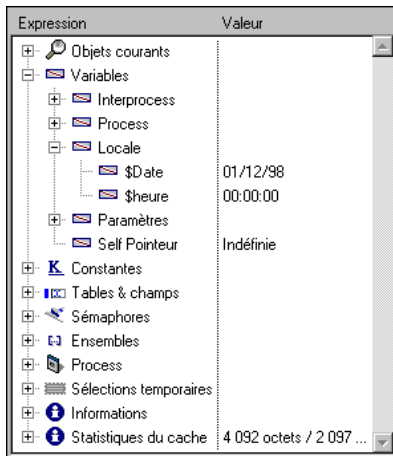 Expression Valeur
Objets courants
Variables
Interprocess
Process
Locale
$Date 01/12/98
$heure 00:00:00
Paramètres
Self Pointeur Indéfinie
K Constantes
Tables & champs
Sémaphores
Ensembles
Process
Sélections temporaires
Informations
Statistiques du cache 4 092 octets / 2 097 ...